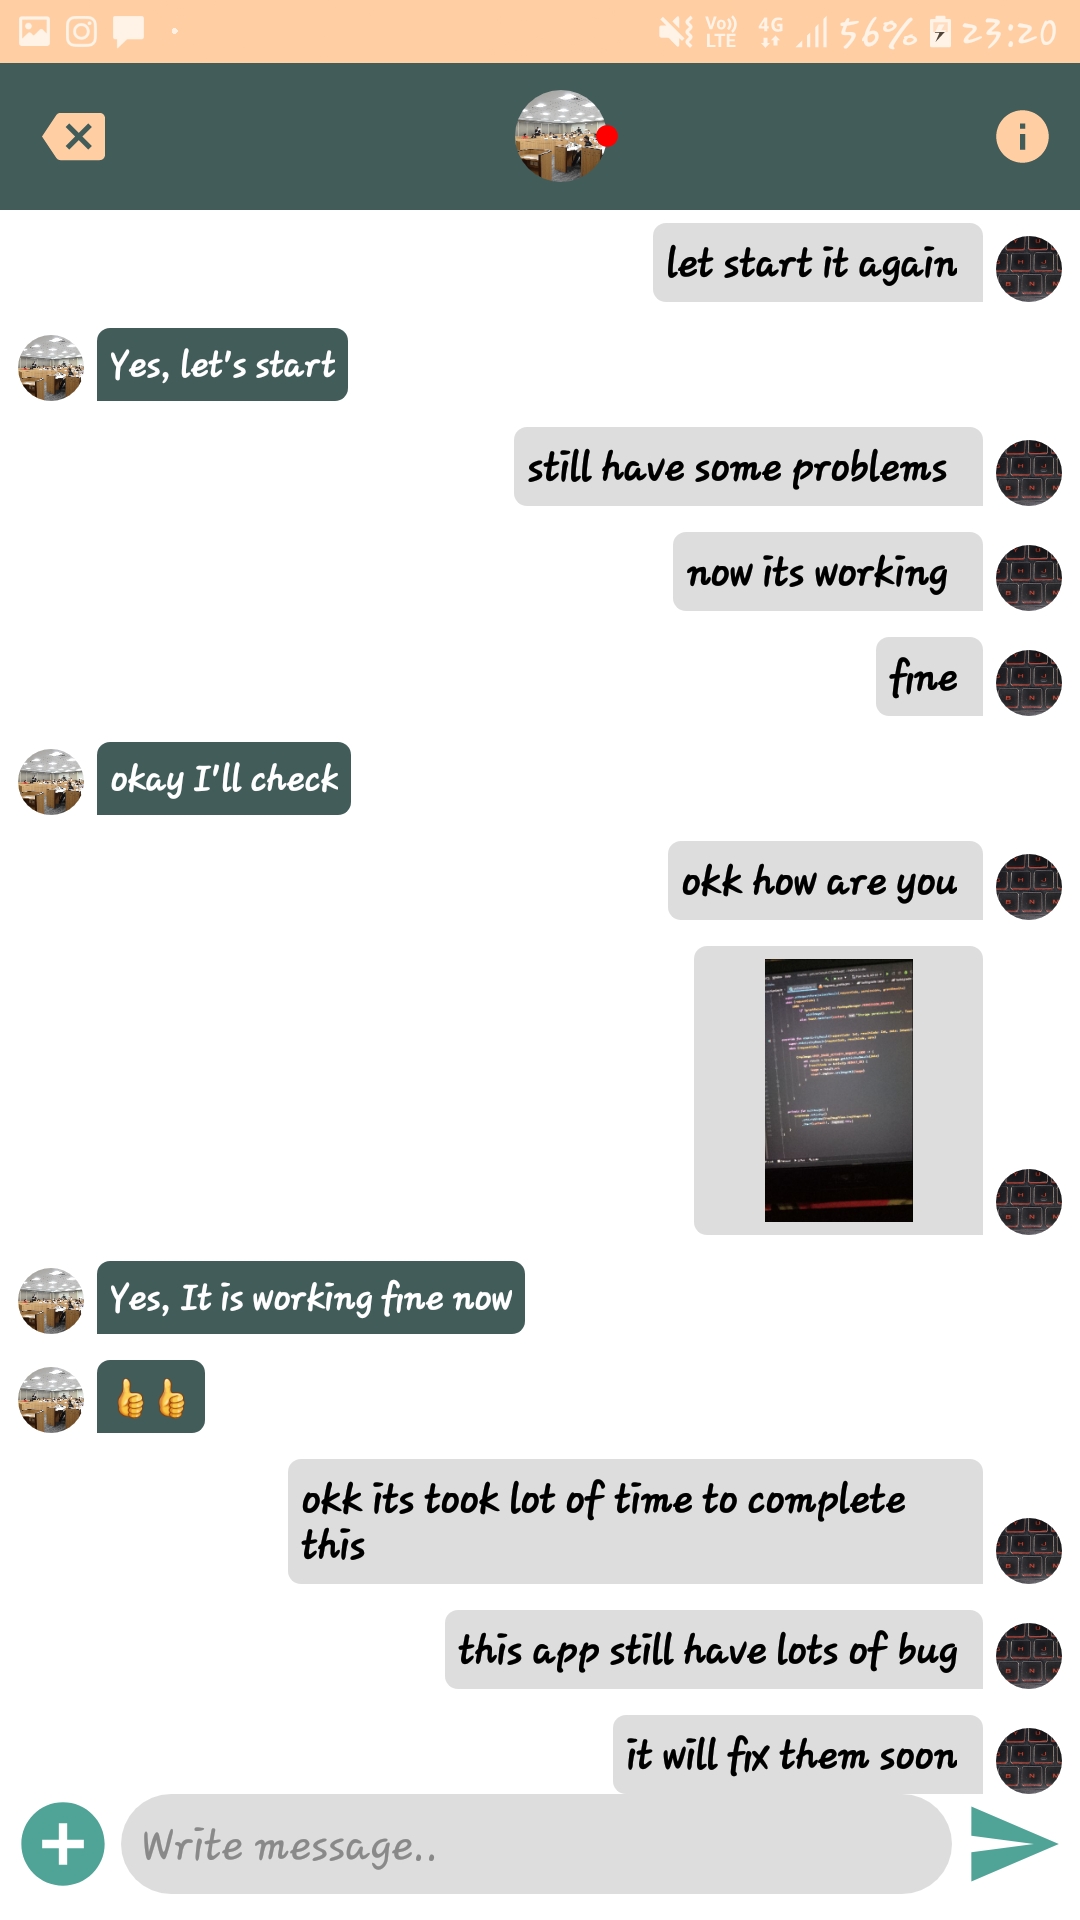 Vo)) LTE 4G 56% 23:20
let start it again
Yes, let's start
still have some problems
now its working
fine
okay I'll check
okk how are you
Yes, It is working fine now
👍👍
okk its took lot of time to complete
this
this app still have lots of bug
it will fix them soon
Write message..